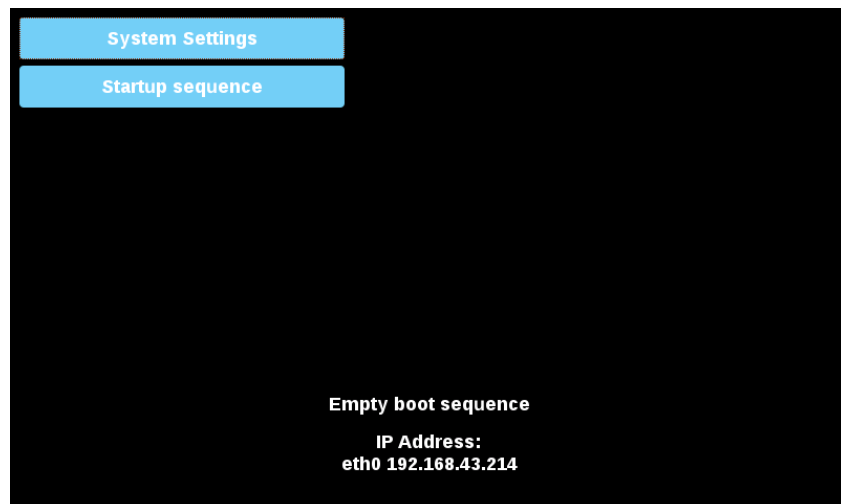 System Settings
Startup sequence
Empty boot sequence
IP Address:
eth0 192.168.43.214